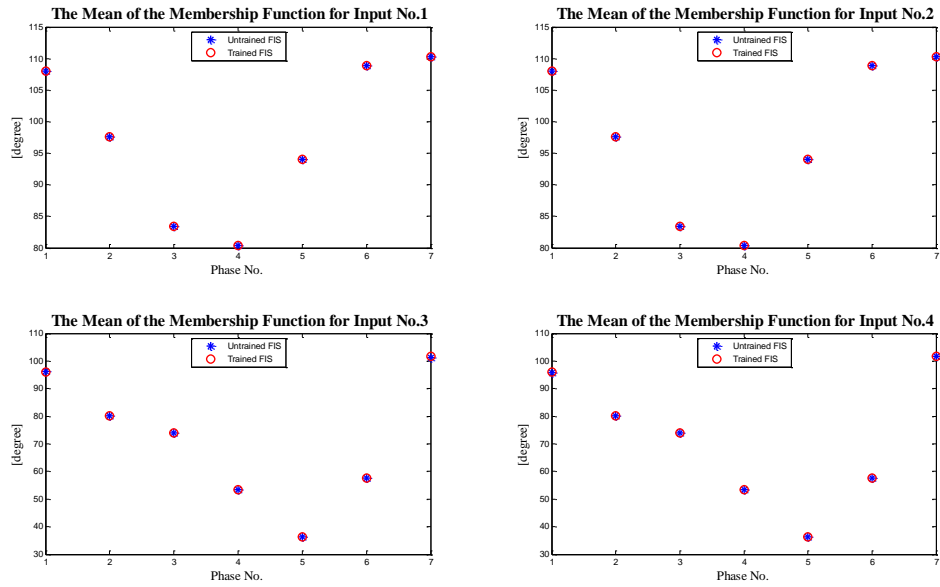 The Mean of the Membership Function for Input No.1
115
110
105
100
95
90
85
80
[degree]
Untrained FIS
Trained FIS
1 2 3 4 5 6 7
Phase No.
The Mean of the Membership Function for Input No.2
115
110
105
100
95
90
85
80
[degree]
Untrained FIS
Trained FIS
1 2 3 4 5 6 7
Phase No.
The Mean of the Membership Function for Input No.3
110
100
90
80
70
60
50
40
30
[degree]
Untrained FIS
Trained FIS
1 2 3 4 5 6 7
Phase No.
The Mean of the Membership Function for Input No.4
110
100
90
80
70
60
50
40
30
[degree]
Untrained FIS
Trained FIS
1 2 3 4 5 6 7
Phase No.